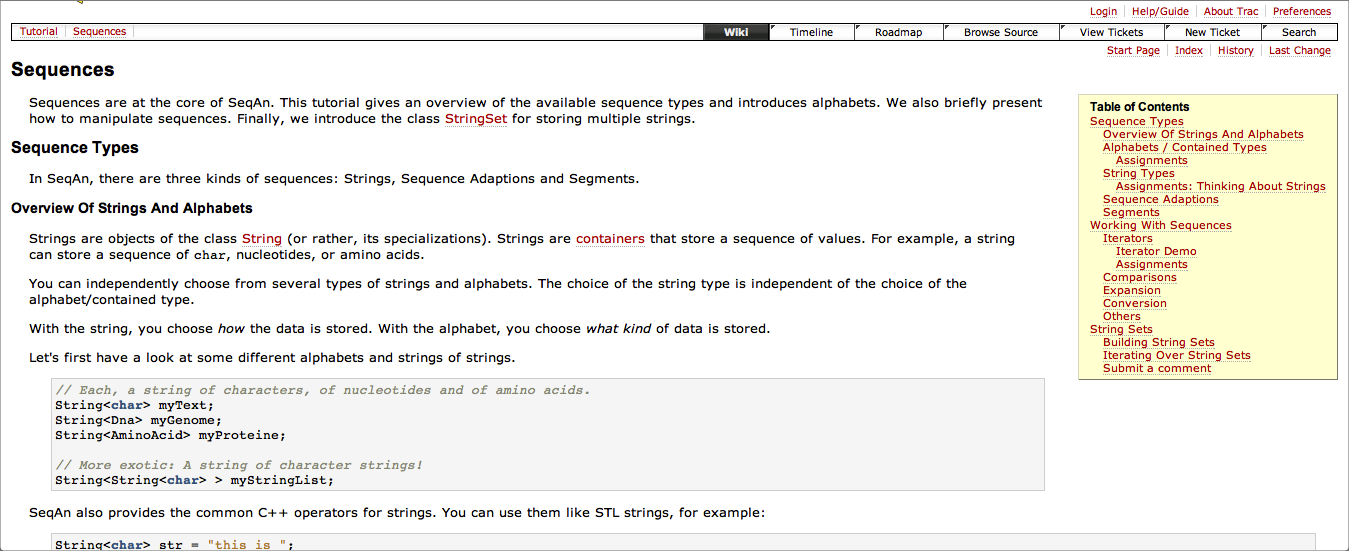 Login Help/Guide About Trac Preferences
Tutorial Sequences Wiki Timeline Roadmap Browse Source View Tickets New Ticket Search
Start Page Index History Last Change
Sequences
Sequences are at the core of SeqAn. This tutorial gives an overview of the available sequence types and introduces alphabets. We also briefly present
how to manipulate sequences. Finally, we introduce the class StringSet for storing multiple strings.
Sequence Types
In SeqAn, there are three kinds of sequences: Strings, Sequence Adaptions and Segments.
Overview Of Strings And Alphabets
Strings are objects of the class String (or rather, its specializations). Strings are containers that store a sequence of values. For example, a string
can store a sequence of char, nucleotides, or amino acids.
You can independently choose from several types of strings and alphabets. The choice of the string type is independent of the choice of the
alphabet/contained type.
With the string, you choose how the data is stored. With the alphabet, you choose what kind of data is stored.
Let's first have a look at some different alphabets and strings of strings.
// Each, a string of characters, of nucleotides and of amino acids.
String<char> myText;
String<Dna> myGenome;
String<AminoAcid> myProteine;
// More exotic: A string of character strings!
String<String<char> > myStringList;
SeqAn also provides the common C++ operators for strings. You can use them like STL strings, for example:
String<char> str = "this is ";
Table of Contents
Sequence Types
Overview Of Strings And Alphabets
Alphabets / Contained Types
Assignments
String Types
Assignments: Thinking About Strings
Sequence Adaptions
Segments
Working With Sequences
Iterators
Iterator Demo
Assignments
Comparisons
Expansion
Conversion
Others
String Sets
Building String Sets
Iterating Over String Sets
Submit a comment